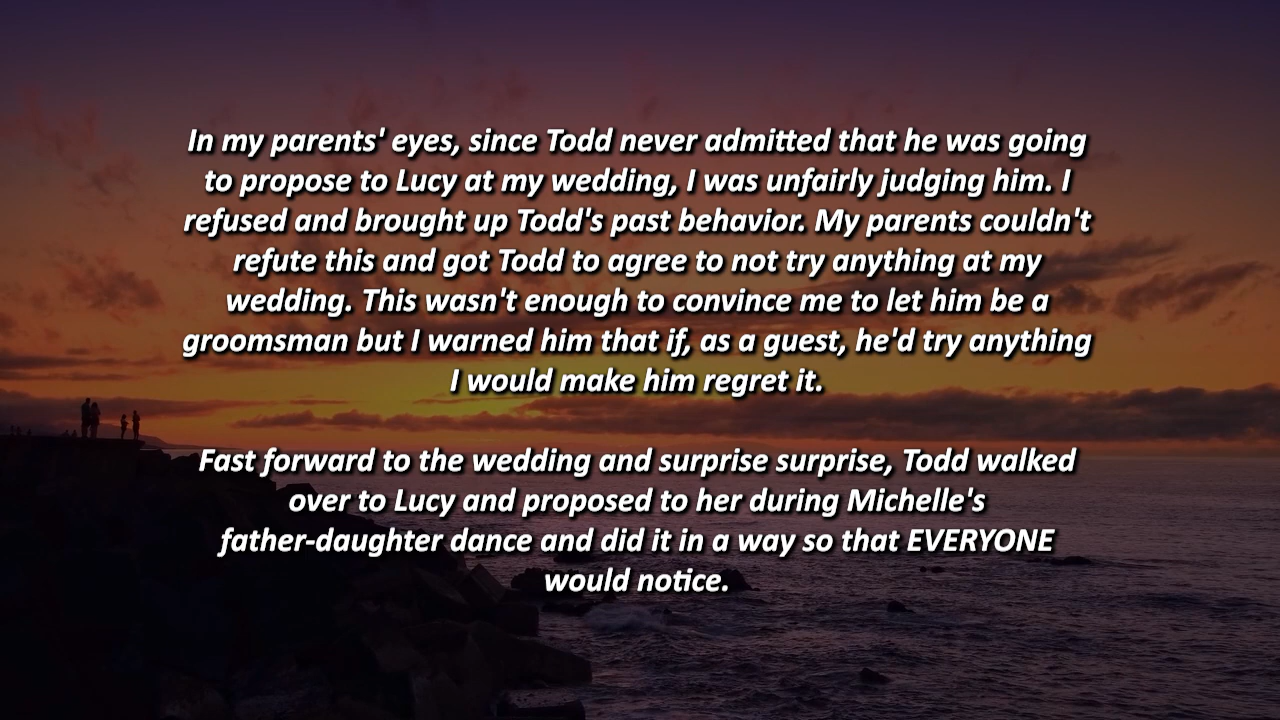 In my parents' eyes, since Todd never admitted that he was going
to propose to Lucy at my wedding, I was unfairly judging him. I
refused and brought up Todd's past behavior. My parents couldn't
refute this and got Todd to agree to not try anything at my
wedding. This wasn't enough to convince me to let him be a
groomsman but I warned him that if, as a guest, he'd try anything
I would make him regret it.
Fast forward to the wedding and surprise surprise, Todd walked
over to Lucy and proposed to her during Michelle's
father-daughter dance and did it in a way so that EVERYONE
would notice.